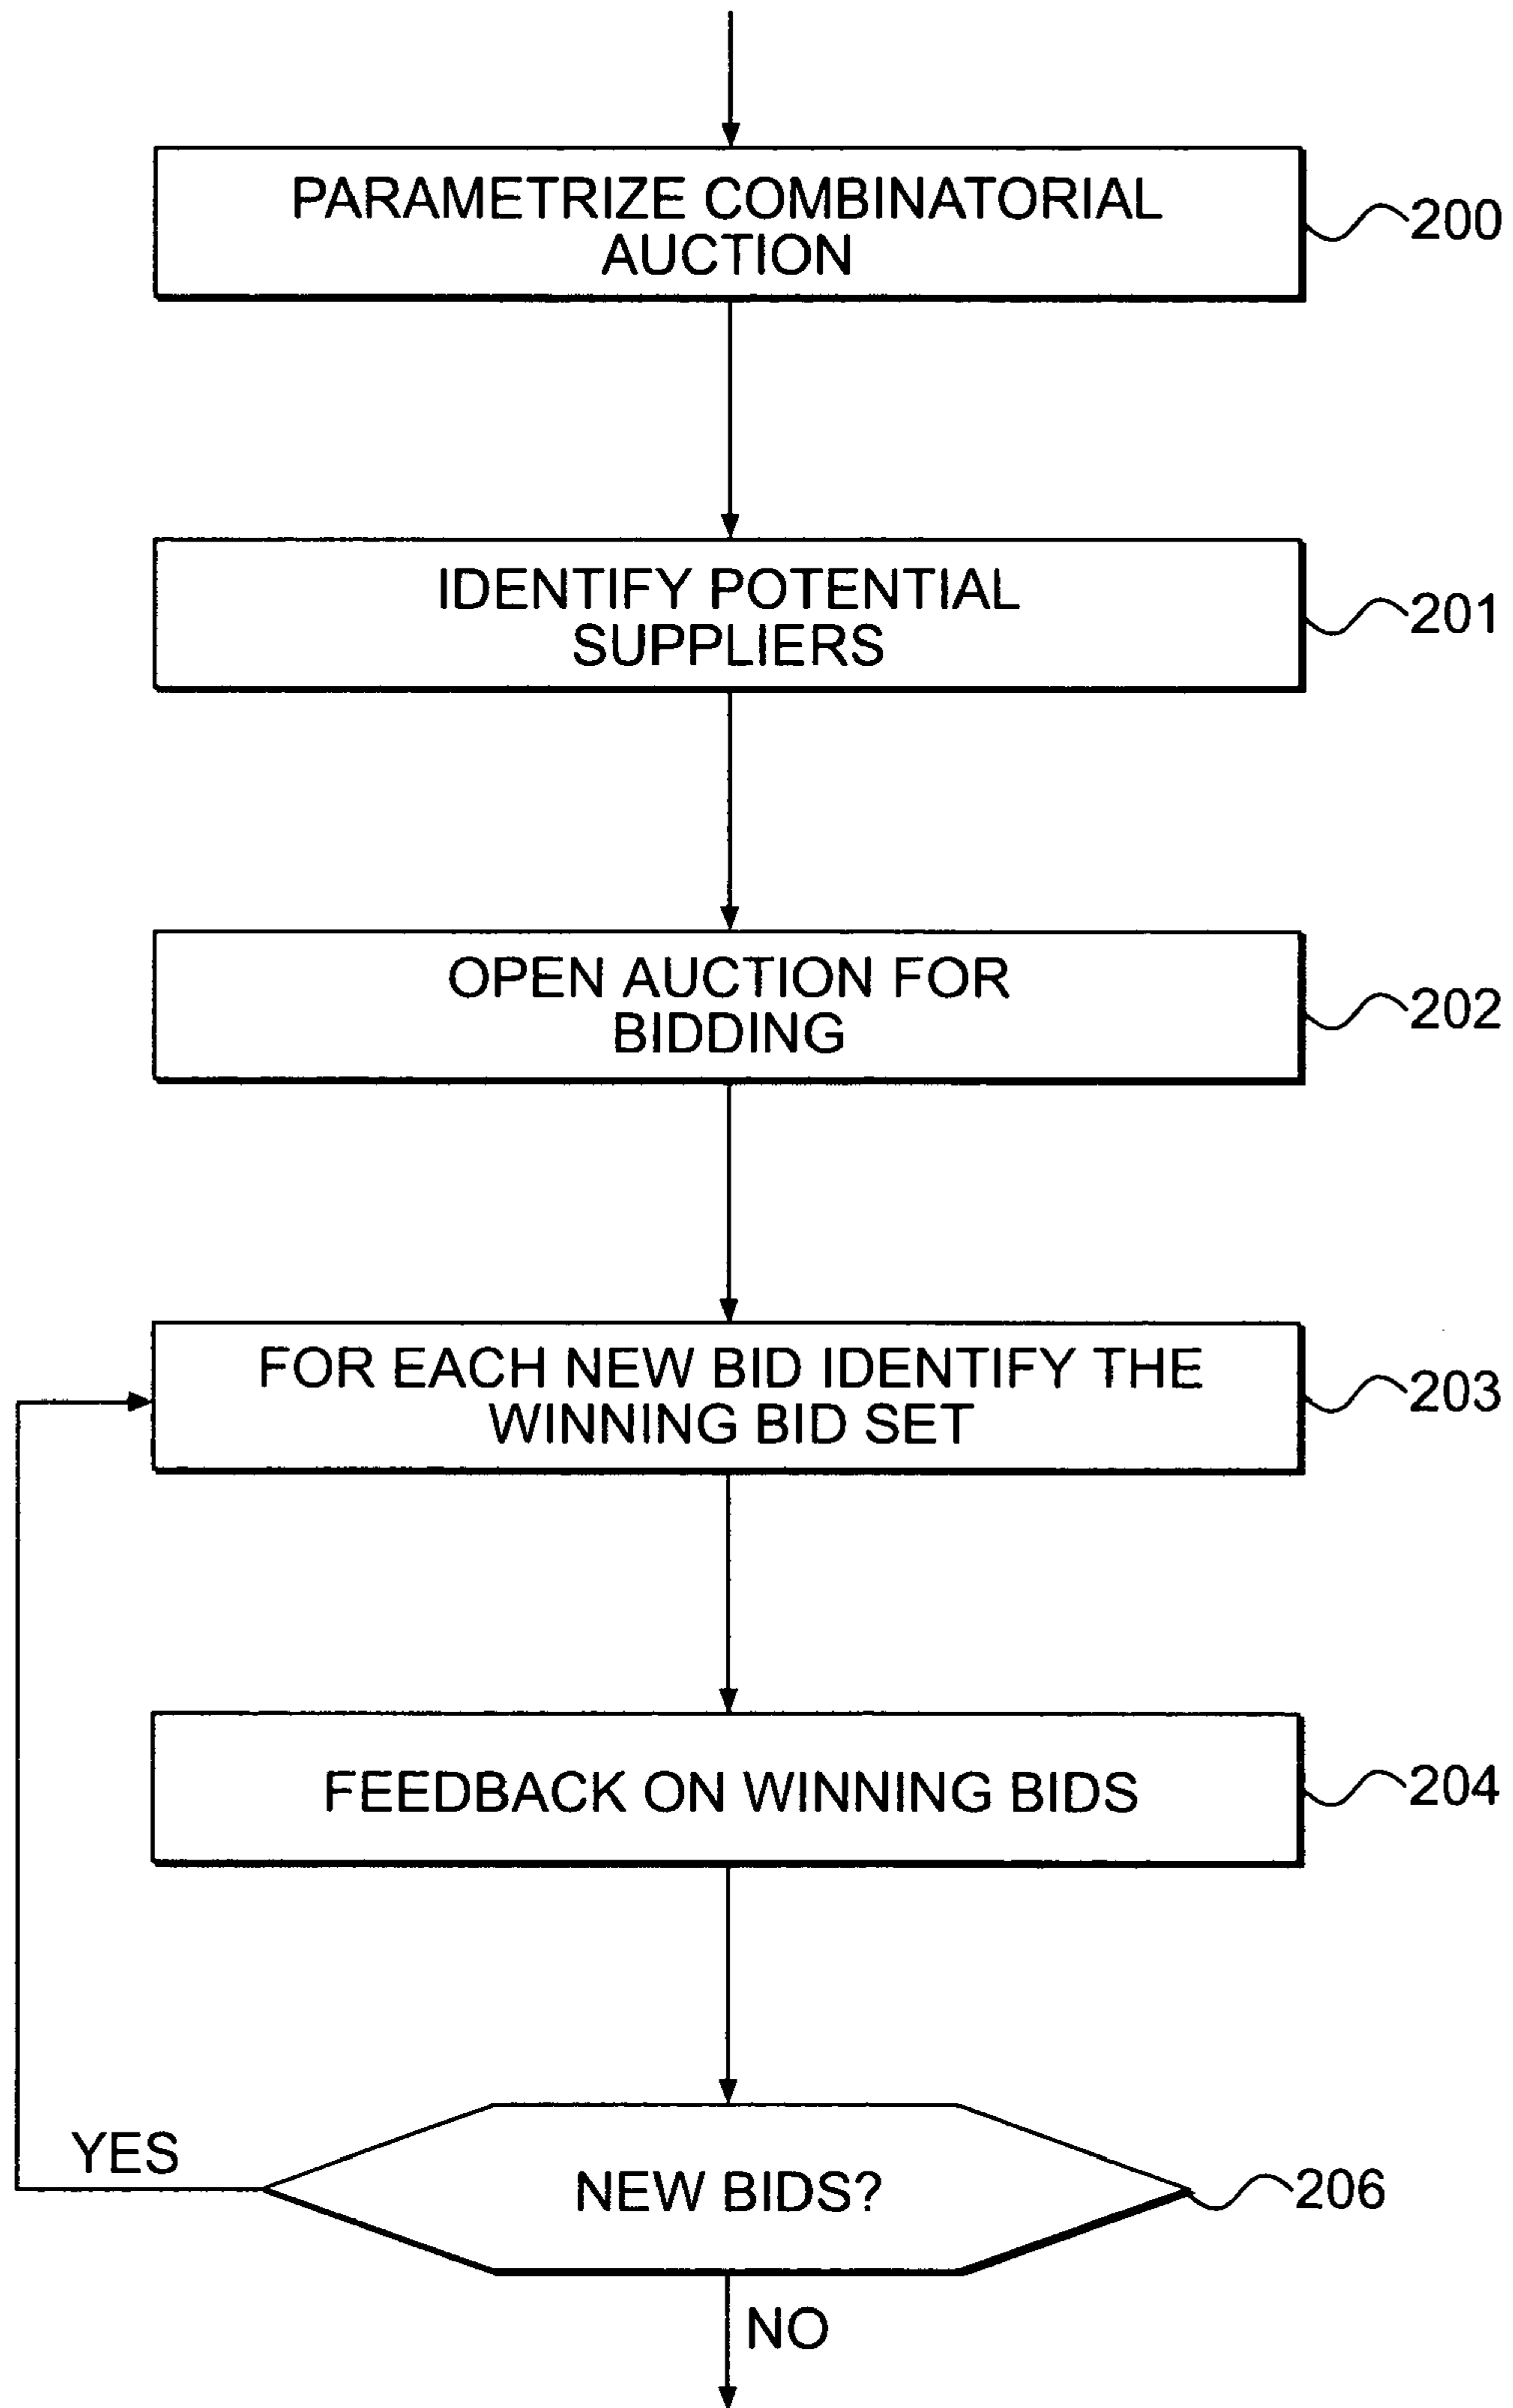 PARAMETRIZE COMBINATORIAL
AUCTION
200
IDENTIFY POTENTIAL
SUPPLIERS
201
OPEN AUCTION FOR
BIDDING
202
FOR EACH NEW BID IDENTIFY THE
WINNING BID SET
203
FEEDBACK ON WINNING BIDS
204
YES
NEW BIDS?
206
NO